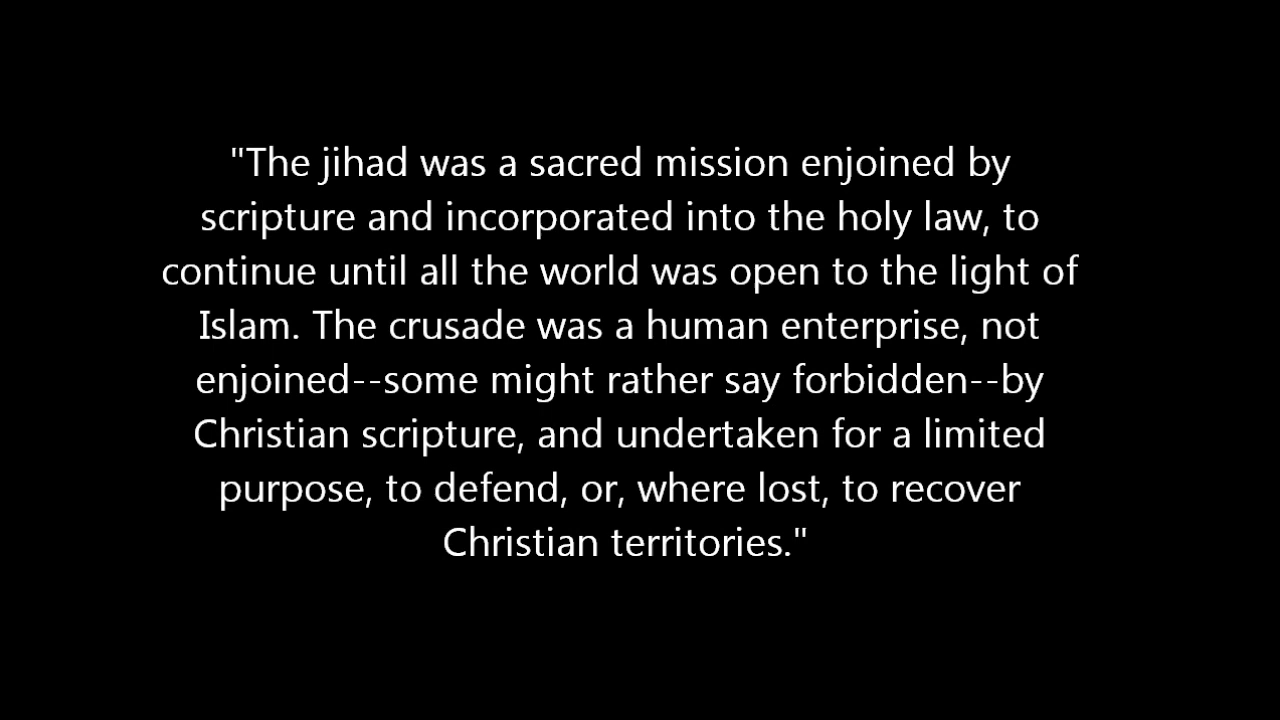 "The jihad was a sacred mission enjoined by
scripture and incorporated into the holy law, to
continue until all the world was open to the light of
Islam. The crusade was a human enterprise, not
enjoined--some might rather say forbidden--by
Christian scripture, and undertaken for a limited
purpose, to defend, or, where lost, to recover
Christian territories."